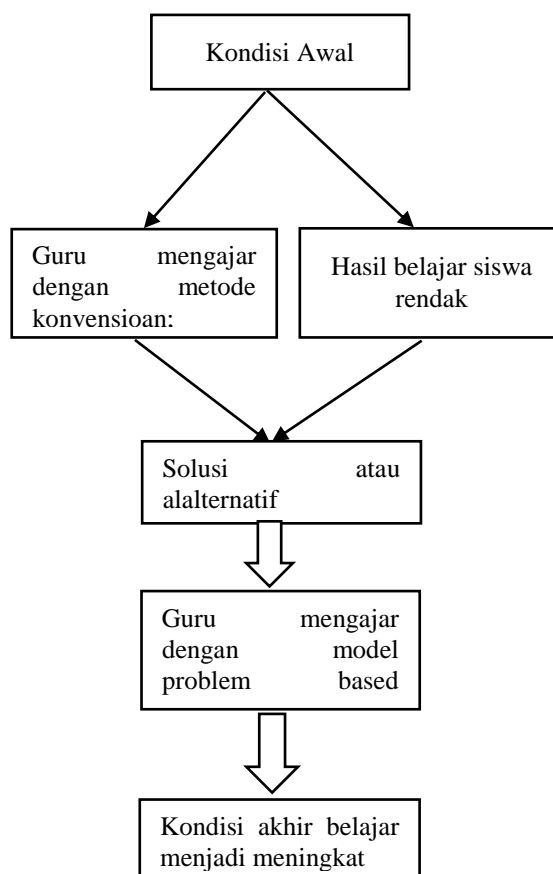 Kondisi Awal
Guru mengajar
dengan metode
konvensioan:
Hasil belajar siswa
rendak
Solusi atau
alalternatif
Guru mengajar
dengan model
problem based
Kondisi akhir belajar
menjadi meningkat